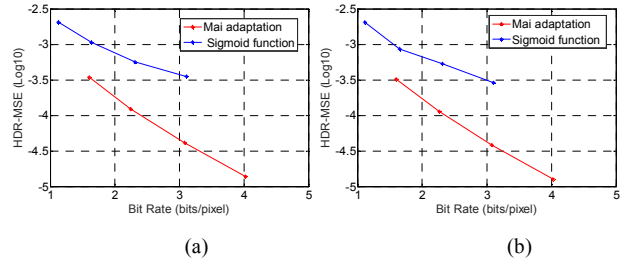 -2
-2.5
-3
-3.5
-4
-4.5
-5
HDR-MSE (Log10)
Mai adaptation
Sigmoid function
1 2 3 4 5
Bit Rate (bits/pixel)
(a)
-2
-2.5
-3
-3.5
-4
-4.5
-5
HDR-MSE (Log10)
Mai adaptation
Sigmoid function
1 2 3 4 5
Bit Rate (bits/pixel)
(b)